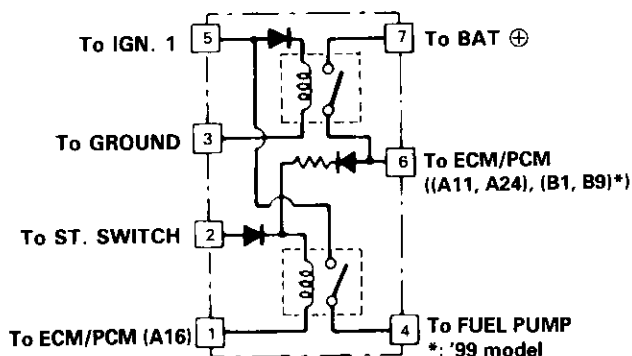 To IGN. 1 5
7 To BAT ⊕
To GROUND 3
6 To ECM/PCM
((A11, A24), (B1, B9)*)
To ST. SWITCH 2
To ECM/PCM (A16) 1
4 To FUEL PUMP
*: '99 model